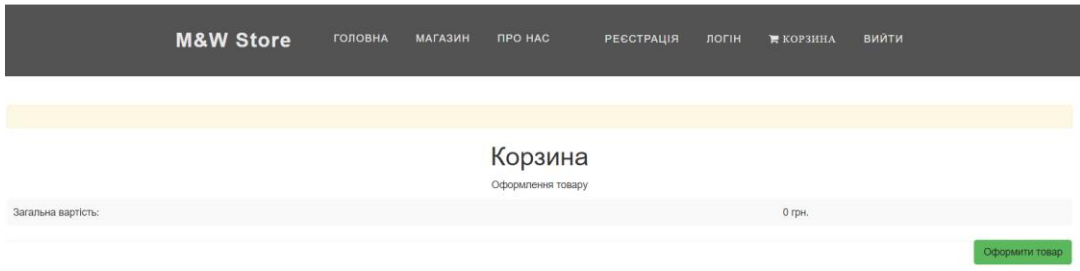 M&W Store ГОЛОВНА МАГАЗИН ПРО НАС РЕЄСТРАЦІЯ ЛОГІН КОРЗИНА ВИЙТИ
Корзина
Оформлення товару
Загальна вартість: 0 грн.
Оформити товар